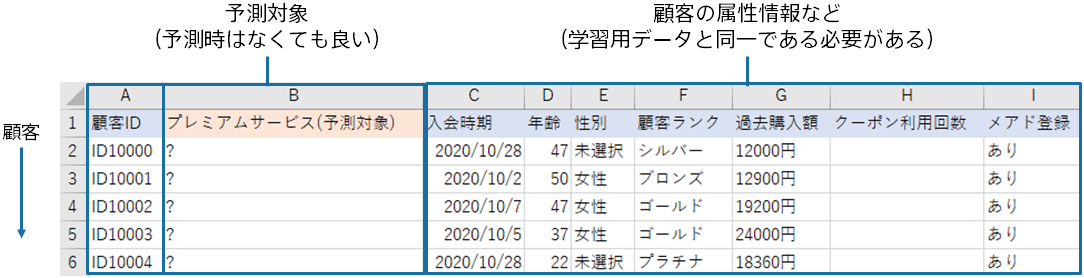 予測対象
(予測時はなくても良い)
顧客の属性情報など
(学習用データと同一である必要がある)
顧客
A B C D E F G H I
1 顧客ID プレミアムサービス(予測対象) 入会時期 年齢 性別 顧客ランク 過去購入額 クーポン利用回数 メアド登録
2 ID10000 ? 2020/10/28 47 未選択 シルバー 12000円 あり
3 ID10001 ? 2020/10/2 50 女性 ブロンズ 12900円 あり
4 ID10002 ? 2020/10/7 47 女性 ゴールド 19200円 あり
5 ID10003 ? 2020/10/5 37 女性 ゴールド 24000円 あり
6 ID10004 ? 2020/10/28 22 未選択 プラチナ 18360円 あり